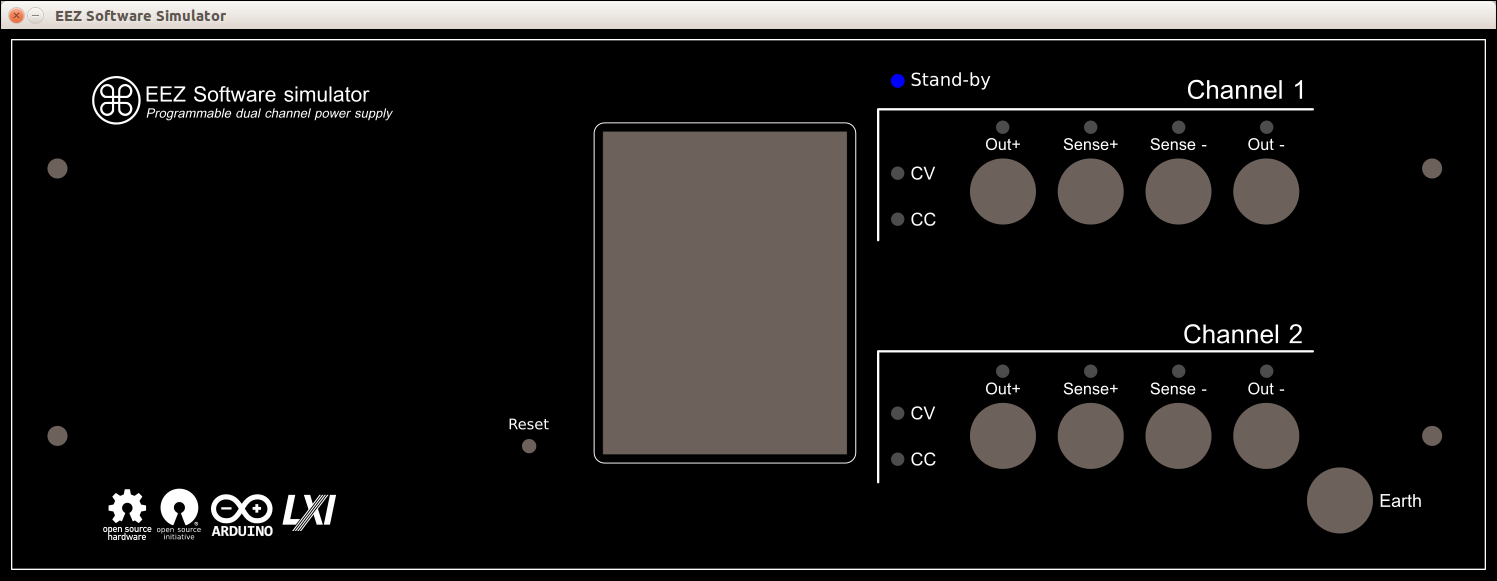 EEZ Software Simulator
EEZ Software simulator
Programmable dual channel power supply
Stand-by
Channel 1
Out+ Sense+ Sense - Out -
CV
CC
Channel 2
Out+ Sense+ Sense - Out -
CV
CC
Reset
Earth
open source
hardware
open source
initiative
ARDUINO
LXI